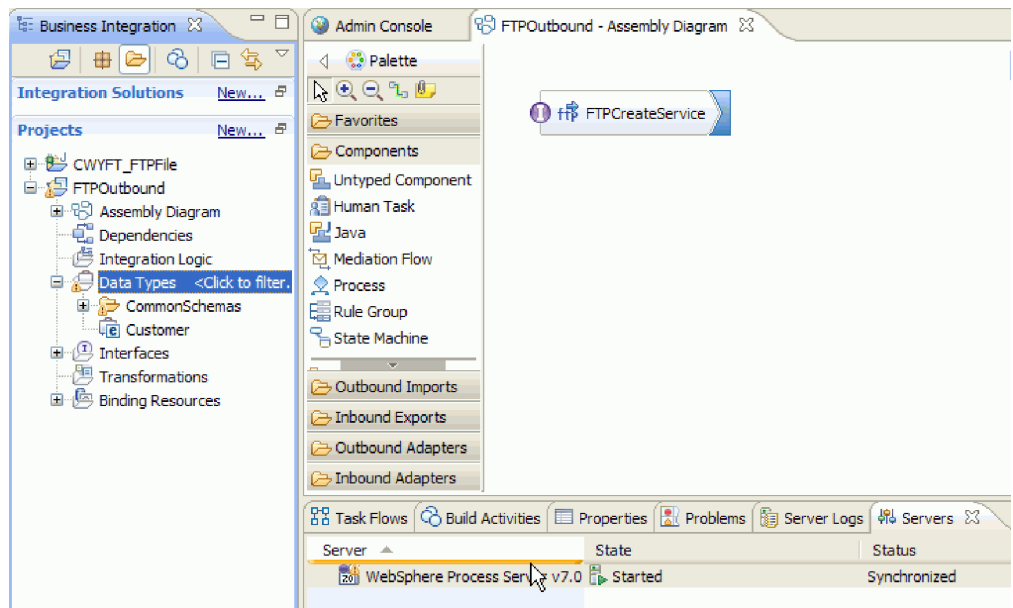 Business Integration
Admin Console
FTPOutbound - Assembly Diagram
Integration Solutions New...
Projects New...
CWYFT_FTPFile
FTPOutbound
Assembly Diagram
Dependencies
Integration Logic
Data Types <Click to filter.
CommonSchemas
Customer
Interfaces
Transformations
Binding Resources
Palette
Favorites
Components
Untyped Component
Human Task
Java
Mediation Flow
Process
Rule Group
State Machine
Outbound Imports
Inbound Exports
Outbound Adapters
Inbound Adapters
FTPCreateService
Task Flows Build Activities Properties Problems Server Logs Servers
Server State Status
WebSphere Process Server v7.0 Started Synchronized